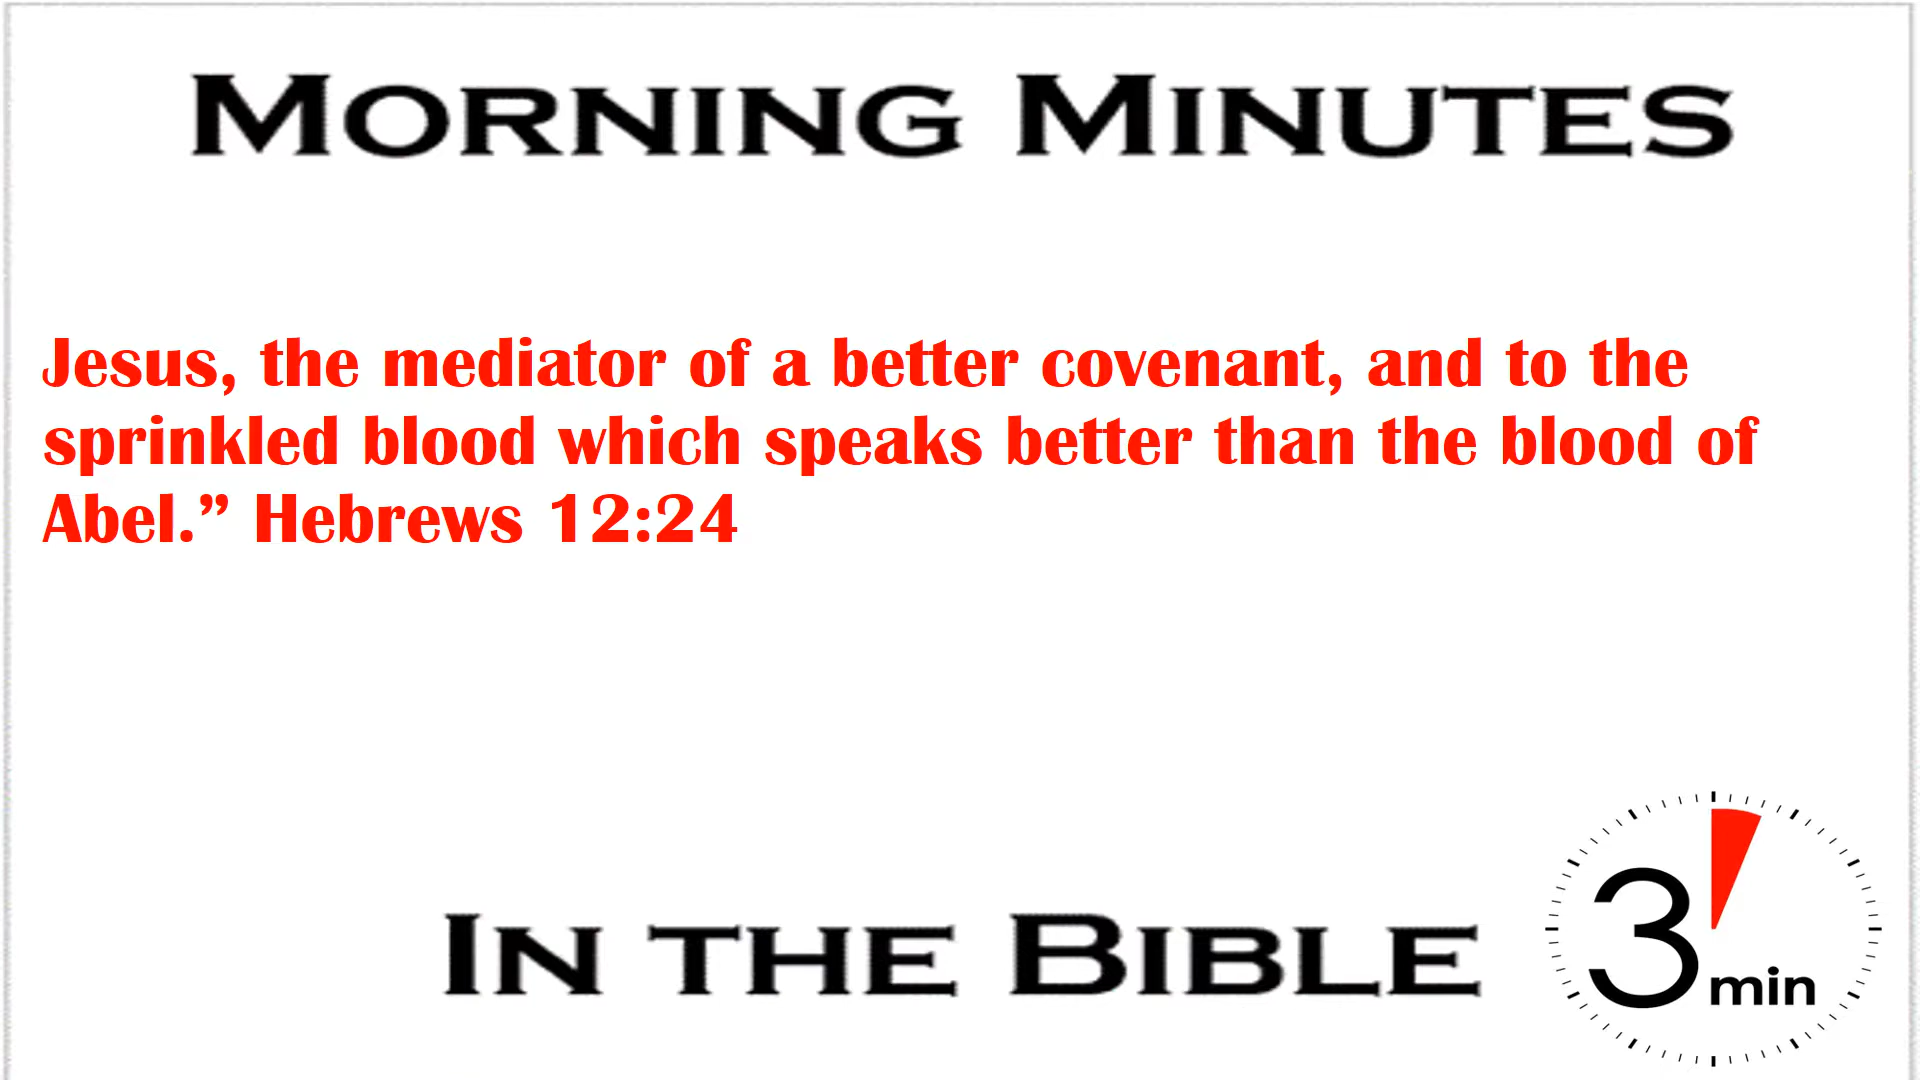 MORNING MINUTES
Jesus, the mediator of a better covenant, and to the
sprinkled blood which speaks better than the blood of
Abel.” Hebrews 12:24
IN THE BIBLE
3 min